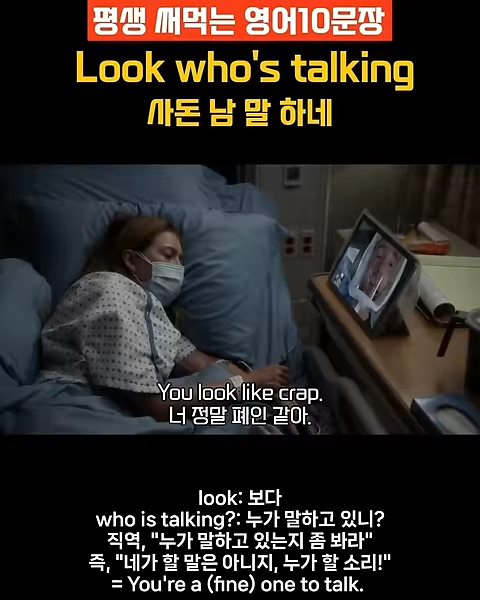 평생 써먹는 영어10문장
Look who's talking
사돈 남 말 하네
You look like crap.
너 정말 폐인 같아.
look: 보다
who is talking?: 누가 말하고 있니?
직역, "누가 말하고 있는지 좀 봐라"
즉, "네가 할 말은 아니지, 누가 할 소리!"
= You're a (fine) one to talk.